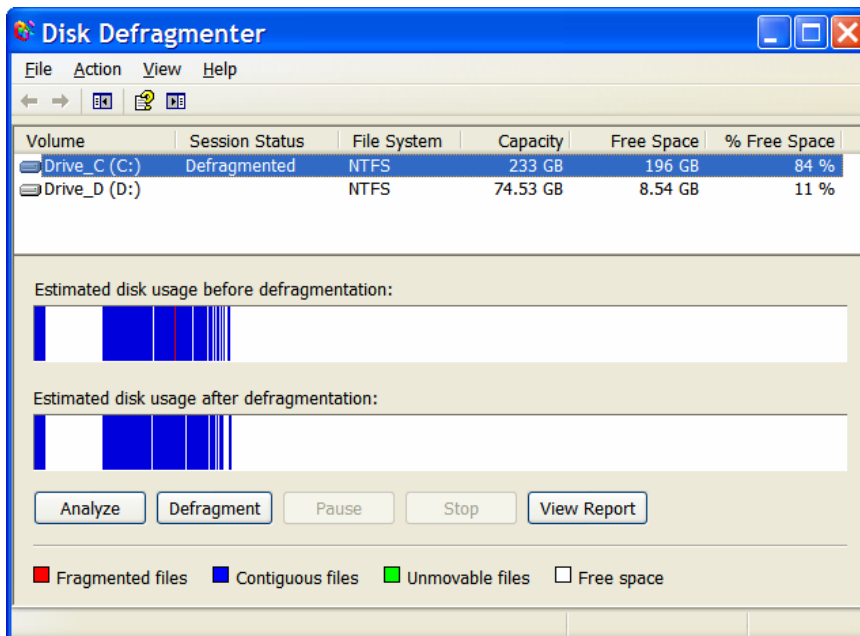 Disk Defragmenter
File Action View Help
Volume Session Status File System Capacity Free Space % Free Space
Drive_C (C:) Defragmented NTFS 233 GB 196 GB 84 %
Drive_D (D:) NTFS 74.53 GB 8.54 GB 11 %
Estimated disk usage before defragmentation:
Estimated disk usage after defragmentation:
Analyze Defragment Pause Stop View Report
Fragmented files Contiguous files Unmovable files Free space